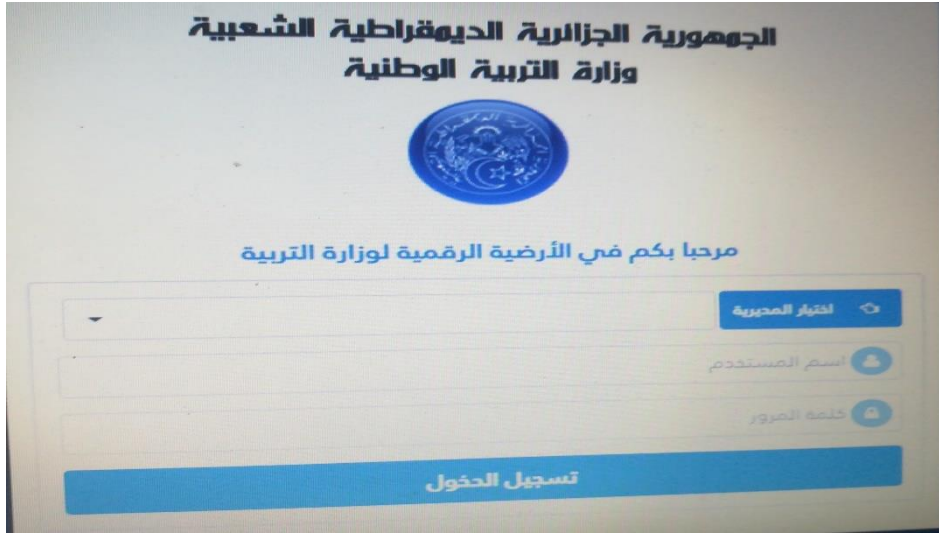 الجمهورية الجزائرية الديمقراطية الشعبية
وزارة التربية الوطنية
مرحبا بكم في الأرضية الرقمية لوزارة التربية
اختيار المديرية
اسم المستخدم
كلمة المرور
تسجيل الدخول